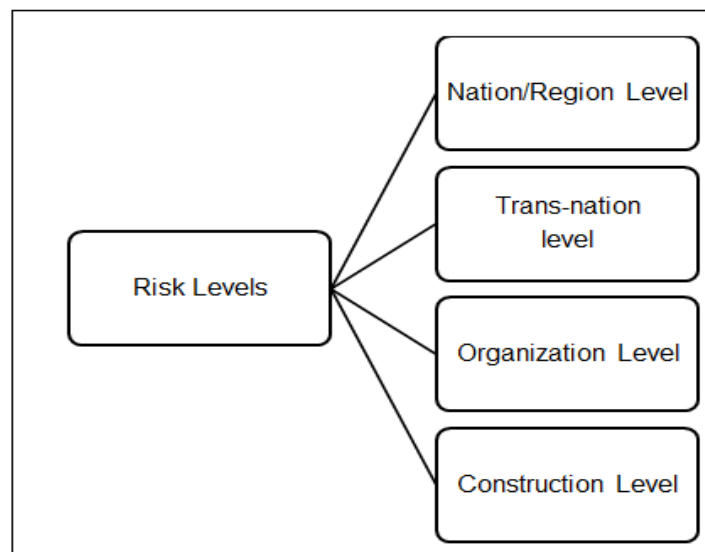 Nation/Region Level
Trans-nation
level
Risk Levels
Organization Level
Construction Level